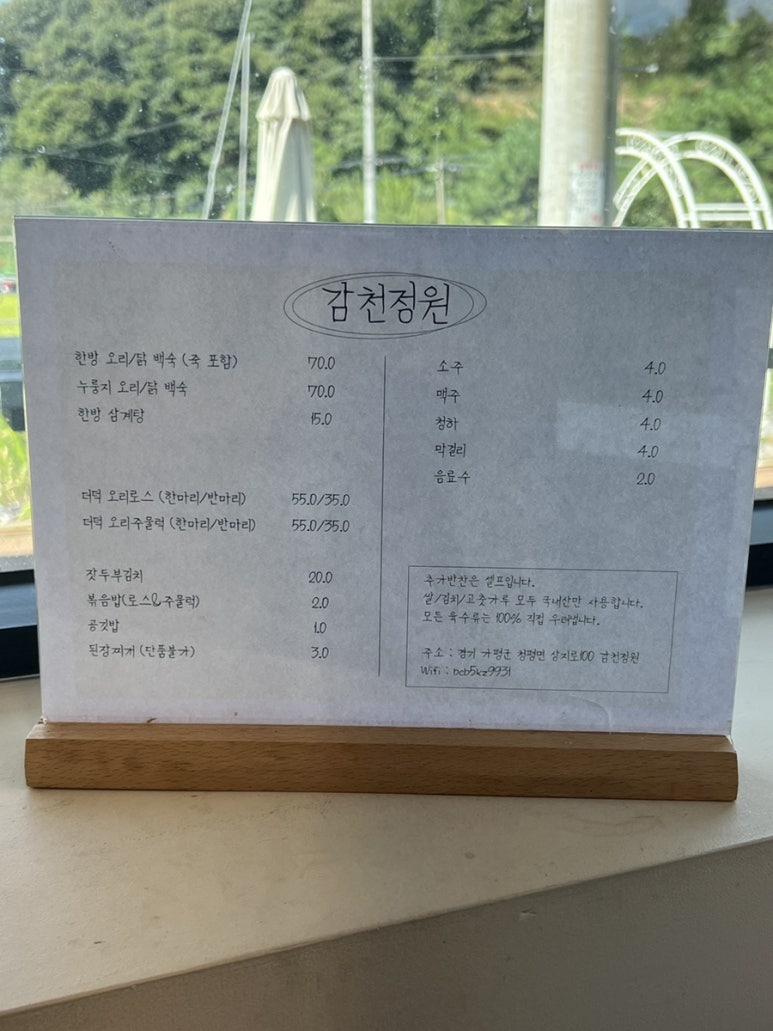 감천정원
한방 오리/닭 백숙 (죽 포함) 70.0
누룽지 오리/닭 백숙 70.0
한방 삼계탕 15.0
더덕 오리로스 (한마리/반마리) 55.0/35.0
더덕 오리주물럭 (한마리/반마리) 55.0/35.0
잣두부김치 20.0
볶음밥(로스&주물럭) 2.0
공깃밥 1.0
된장찌개 (단품불가) 3.0
소주 4.0
맥주 4.0
청하 4.0
막걸리 4.0
음료수 2.0
추가반찬은 셀프입니다.
쌀/김치/고춧가루 모두 국내산만 사용합니다.
모든 육수류는 100% 직접 우려냅니다.
주소 : 경기 가평군 청평면 상지로100 감천정원
Wifi : bcb5kz9931